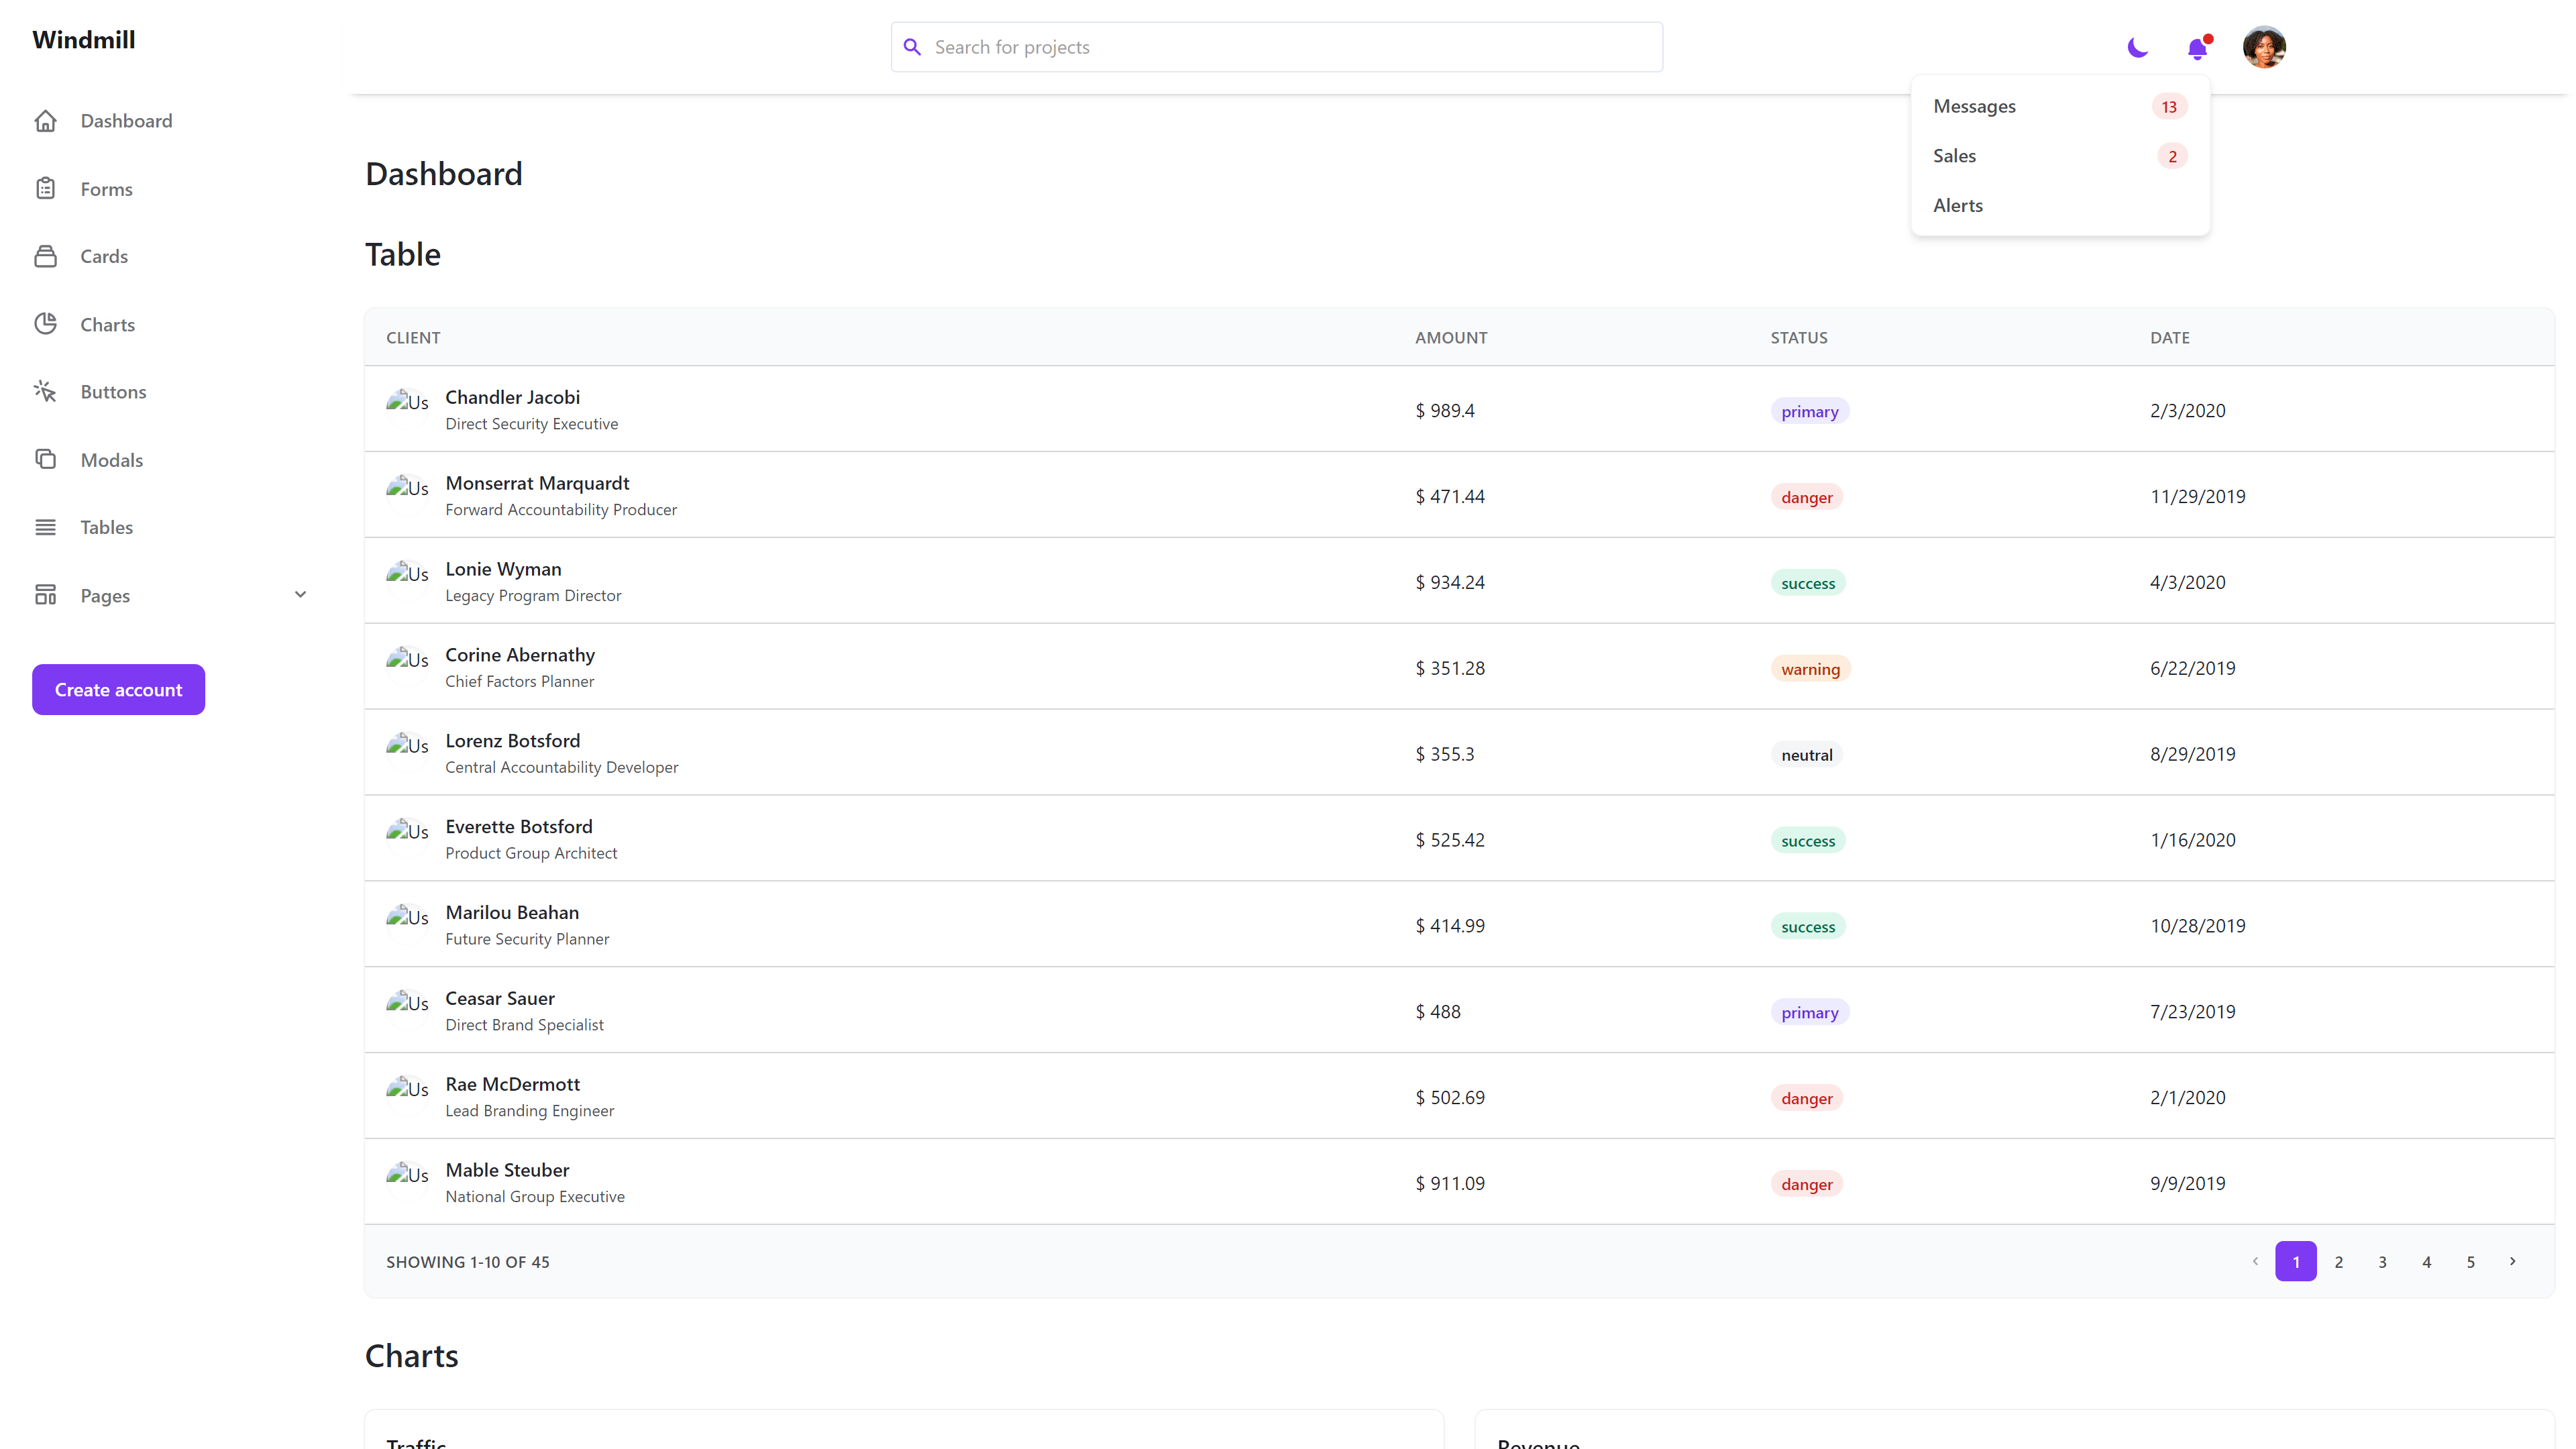 Windmill
Search for projects
Messages 13
Sales 2
Alerts
Dashboard
Forms
Cards
Charts
Buttons
Modals
Tables
Pages
Create account
Dashboard
Table
CLIENT AMOUNT STATUS DATE
Us Chandler Jacobi
Direct Security Executive
$ 989.4 primary 2/3/2020
Us Monserrat Marquardt
Forward Accountability Producer
$ 471.44 danger 11/29/2019
Us Lonie Wyman
Legacy Program Director
$ 934.24 success 4/3/2020
Us Corine Abernathy
Chief Factors Planner
$ 351.28 warning 6/22/2019
Us Lorenz Botsford
Central Accountability Developer
$ 355.3 neutral 8/29/2019
Us Everette Botsford
Product Group Architect
$ 525.42 success 1/16/2020
Us Marilou Beahan
Future Security Planner
$ 414.99 success 10/28/2019
Us Ceasar Sauer
Direct Brand Specialist
$ 488 primary 7/23/2019
Us Rae McDermott
Lead Branding Engineer
$ 502.69 danger 2/1/2020
Us Mable Steuber
National Group Executive
$ 911.09 danger 9/9/2019
SHOWING 1-10 OF 45
1 2 3 4 5
Charts
Traffic
Revenue